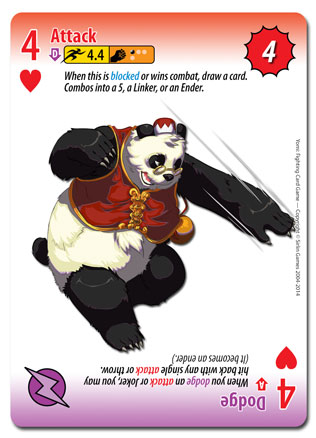 4 Attack
D 4.4
4
When this is blocked or wins combat, draw a card.
Combos into a 5, a Linker, or an Ender.
Yomi: Fighting Card Game — Copyright © Sirlin Games 2004-2014
4 Dodge
A
When you dodge an attack or Joker, you may
hit back with any single attack or throw.
(It becomes an ender.)